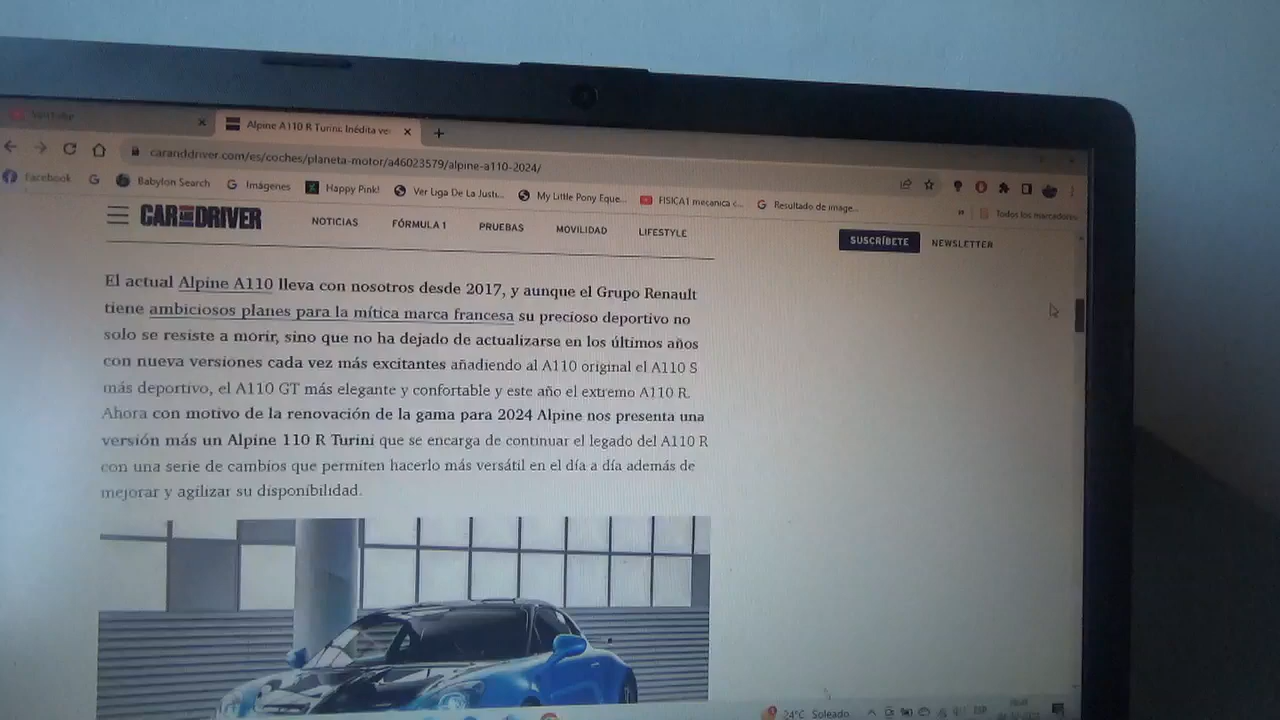 YouTube
Alpine A110 R Turini: Inédita ve
caranddriver.com/es/coches/planeta-motor/a46023579/alpine-a110-2024/
Facebook
Babylon Search
Imágenes
Happy Pink!
Ver Liga De La Justi...
My Little Pony Eque...
FISICA1 mecanica c...
Resultado de image...
»
Todos los marcadores
CAR AND DRIVER
NOTICIAS
FÓRMULA 1
PRUEBAS
MOVILIDAD
LIFESTYLE
SUSCRÍBETE
NEWSLETTER
El actual Alpine A110 lleva con nosotros desde 2017, y aunque el Grupo Renault
tiene ambiciosos planes para la mítica marca francesa su precioso deportivo no
solo se resiste a morir, sino que no ha dejado de actualizarse en los últimos años
con nueva versiones cada vez más excitantes añadiendo al A110 original el A110 S
más deportivo, el A110 GT más elegante y confortable y este año el extremo A110 R.
Ahora con motivo de la renovación de la gama para 2024 Alpine nos presenta una
versión más un Alpine 110 R Turini que se encarga de continuar el legado del A110 R
con una serie de cambios que permiten hacerlo más versátil en el día a día además de
mejorar y agilizar su disponibilidad.
24°C Soleado
ESP